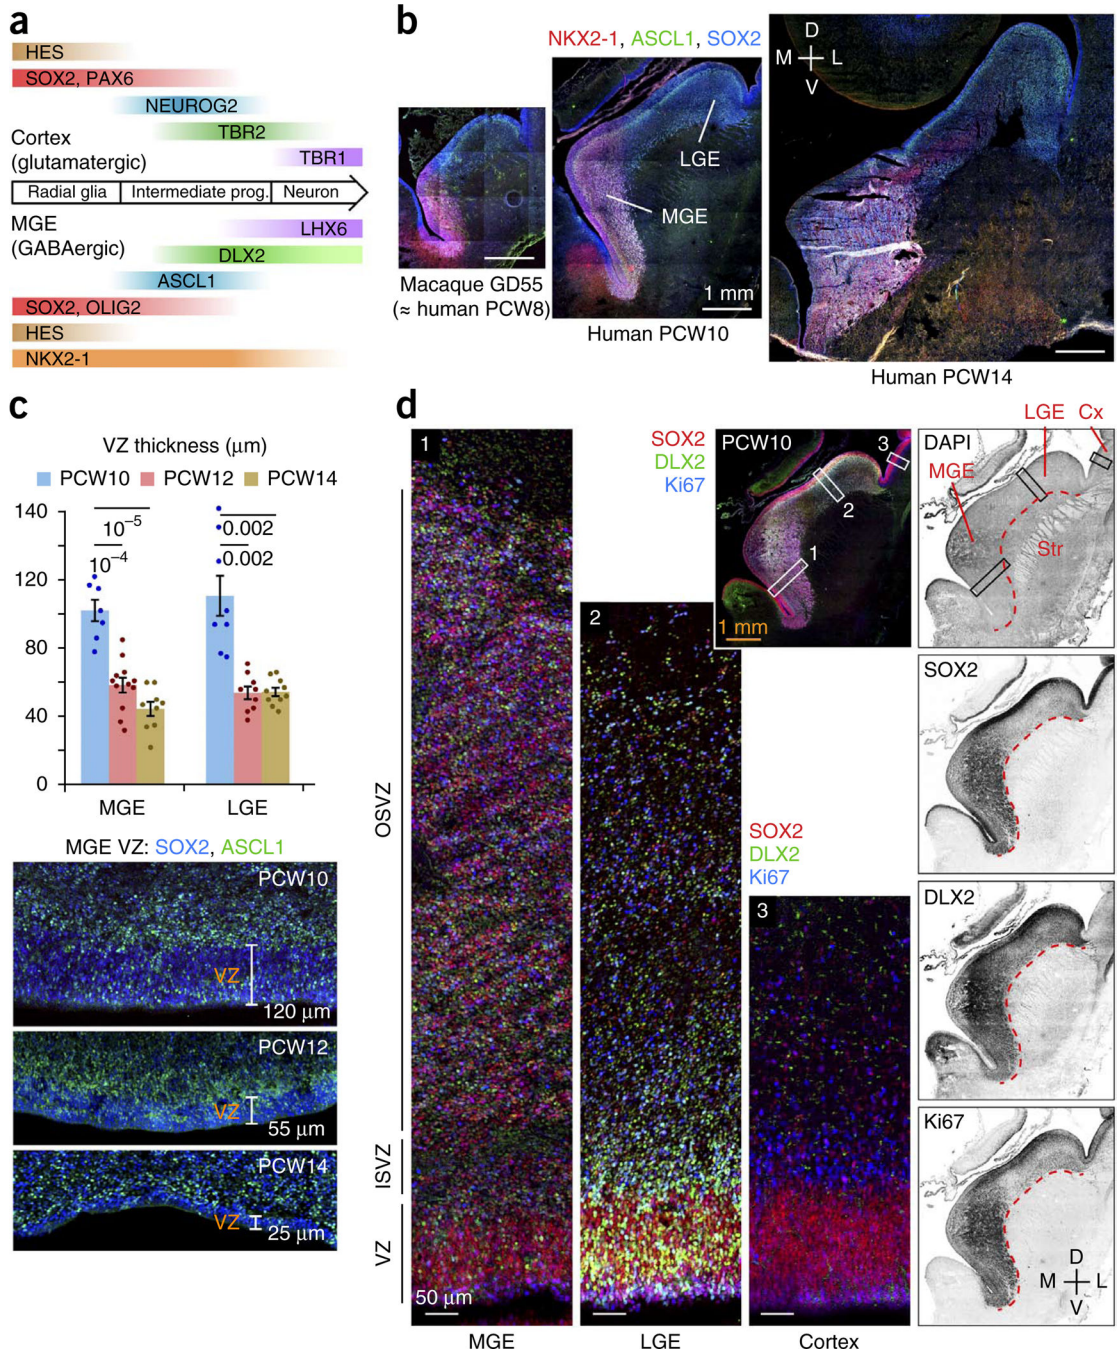 a
HES
SOX2, PAX6
NEUROG2
TBR2
Cortex
(glutamatergic)
TBR1
Radial glia
Intermediate prog.
Neuron
MGE
(GABAergic)
LHX6
DLX2
ASCL1
SOX2, OLIG2
HES
NKX2-1
b
NKX2-1, ASCL1, SOX2
LGE
MGE
1 mm
D
M L
V
Macaque GD55
(≈ human PCW8)
Human PCW10
Human PCW14
c
VZ thickness (μm)
PCW10 PCW12 PCW14
140
120
100
80
60
40
0
10⁻⁵
10⁻⁴
0.002
0.002
MGE
LGE
MGE VZ: SOX2, ASCL1
PCW10
VZ
120 μm
PCW12
VZ
55 μm
PCW14
VZ
25 μm
d
1
OSVZ
ISVZ
VZ
50 μm
MGE
SOX2
DLX2
Ki67
PCW10
3
2
1
1 mm
2
LGE
SOX2
DLX2
Ki67
3
Cortex
LGE
Cx
DAPI
MGE
Str
SOX2
DLX2
Ki67
D
M L
V